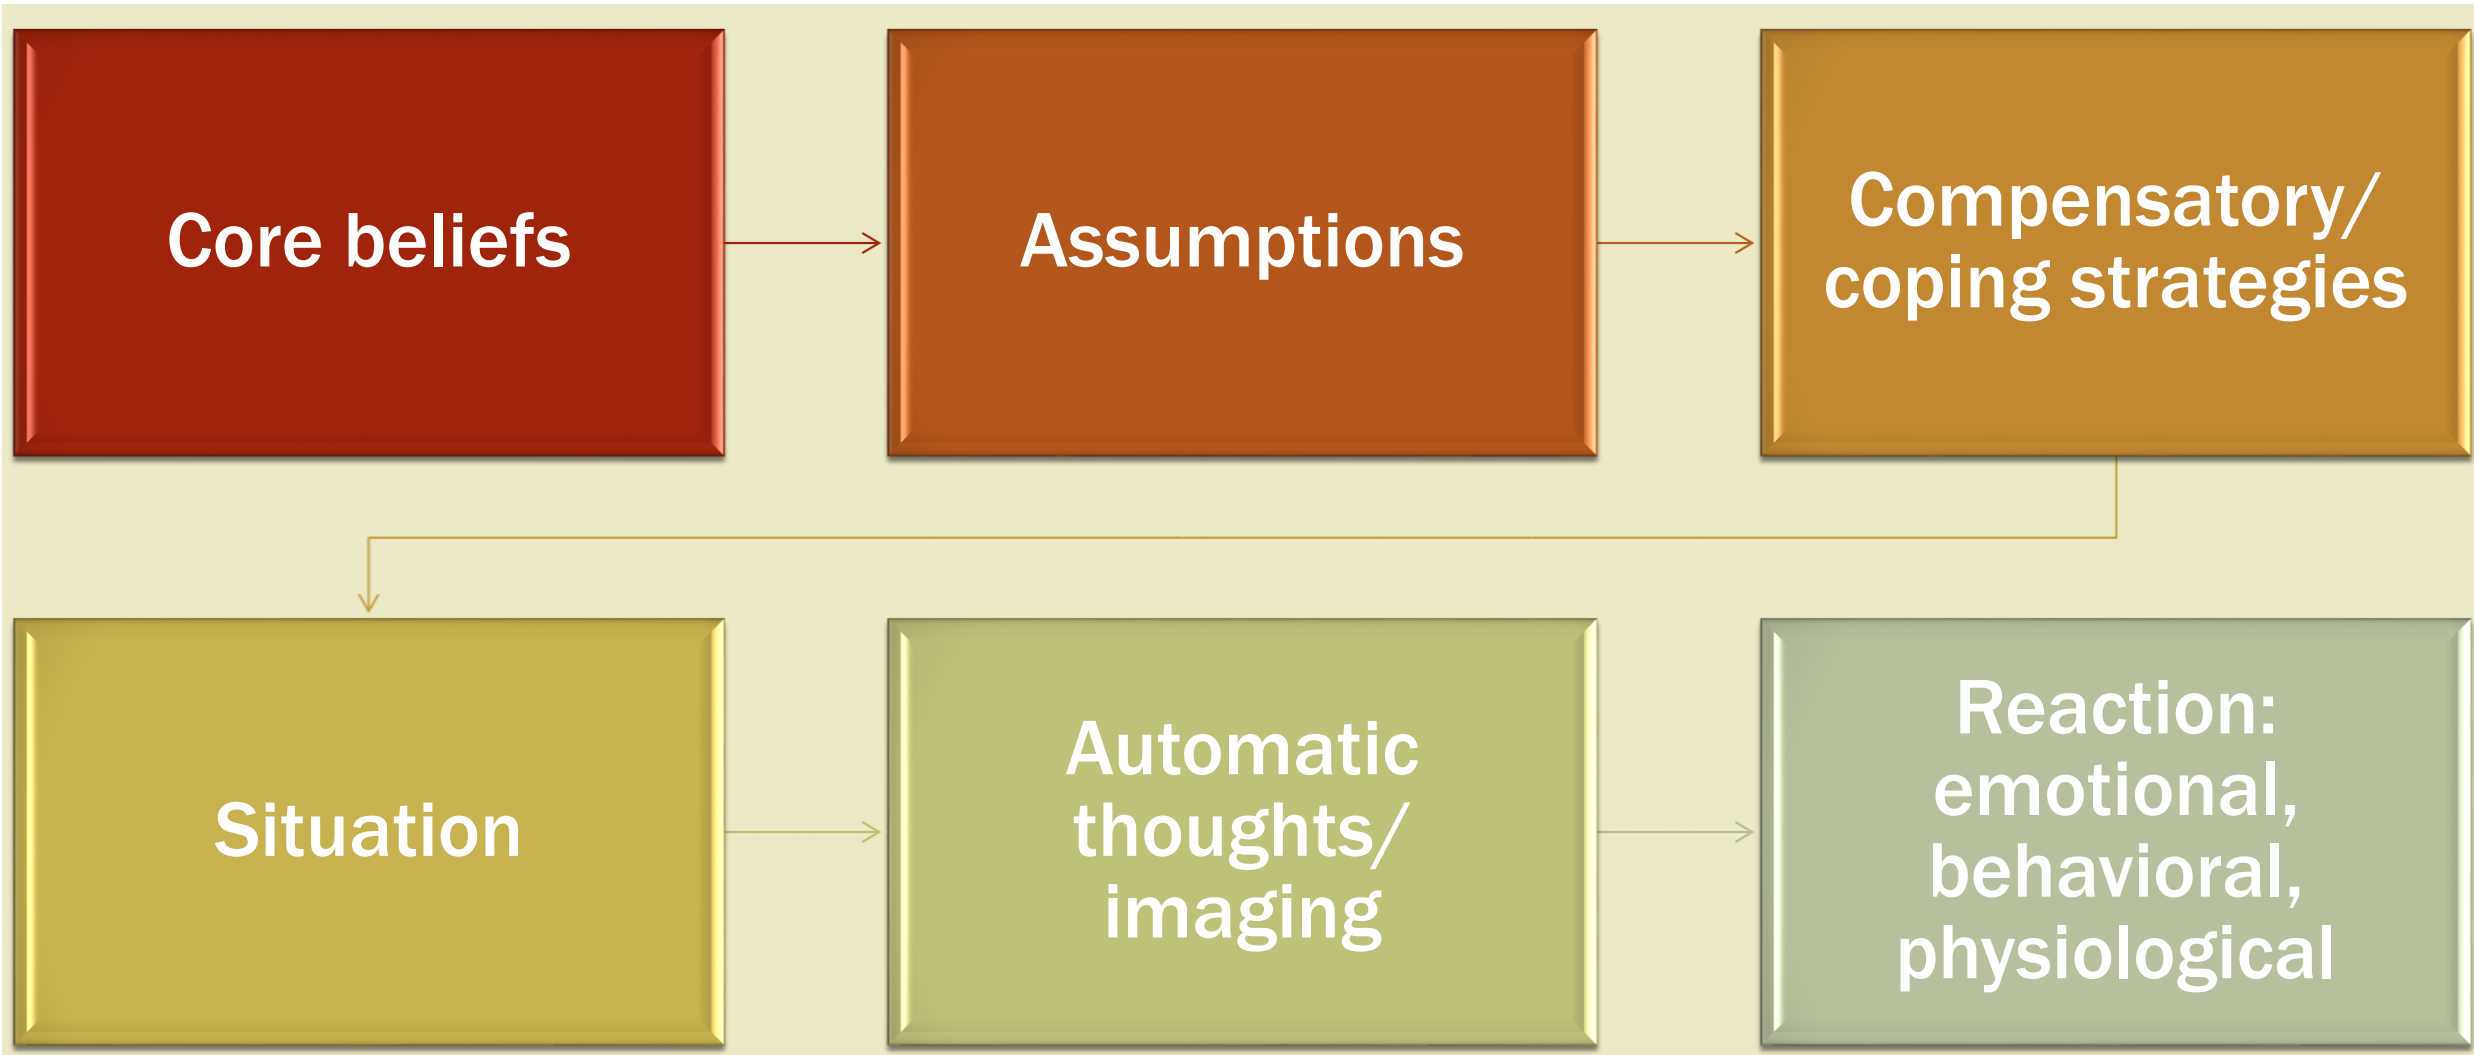 Core beliefs
Assumptions
Compensatory/
coping strategies
Situation
Automatic
thoughts/
imaging
Reaction:
emotional,
behavioral,
physiological